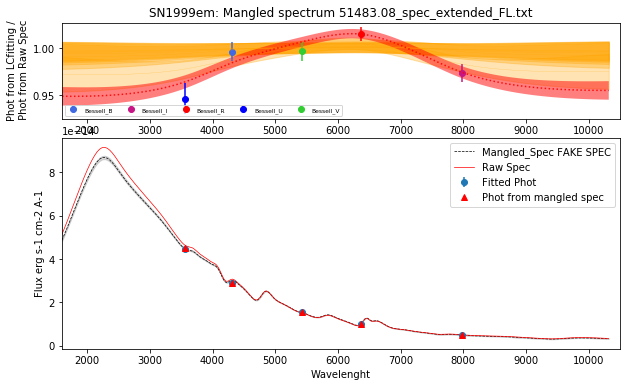 SN1999em: Mangled spectrum 51483.08_spec_extended_FL.txt
Phot from LCfitting /
Phot from Raw Spec
1.00
0.95
Bessell_B
Bessell_I
Bessell_R
Bessell_U
Bessell_V
2000 3000 4000 5000 6000 7000 8000 9000 10000
1e−14
Mangled_Spec FAKE SPEC
Raw Spec
Fitted Phot
Phot from mangled spec
Flux erg s-1 cm-2 A-1
8
6
4
2
0
2000 3000 4000 5000 6000 7000 8000 9000 10000
Wavelenght